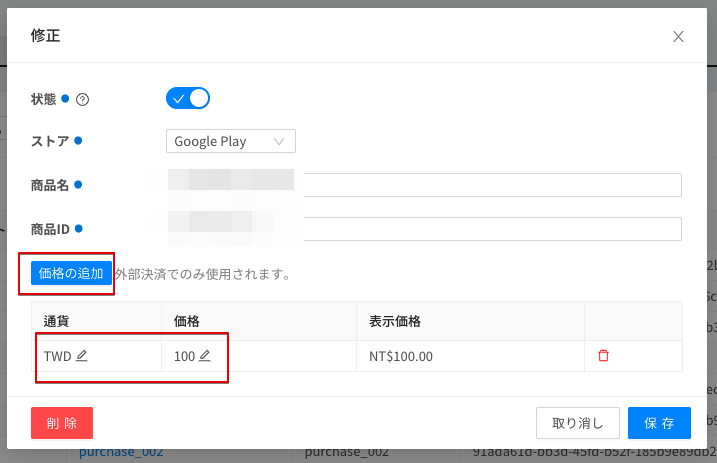 修正
状態
ストア
Google Play
商品名
商品ID
価格の追加 外部決済でのみ使用されます。
通貨 価格 表示価格
TWD 100 NT$100.00
削 除 取り消し 保 存
purchase_002 purchase_002 91ada61d-bb3d-45fd-b52f-185b9e89db2